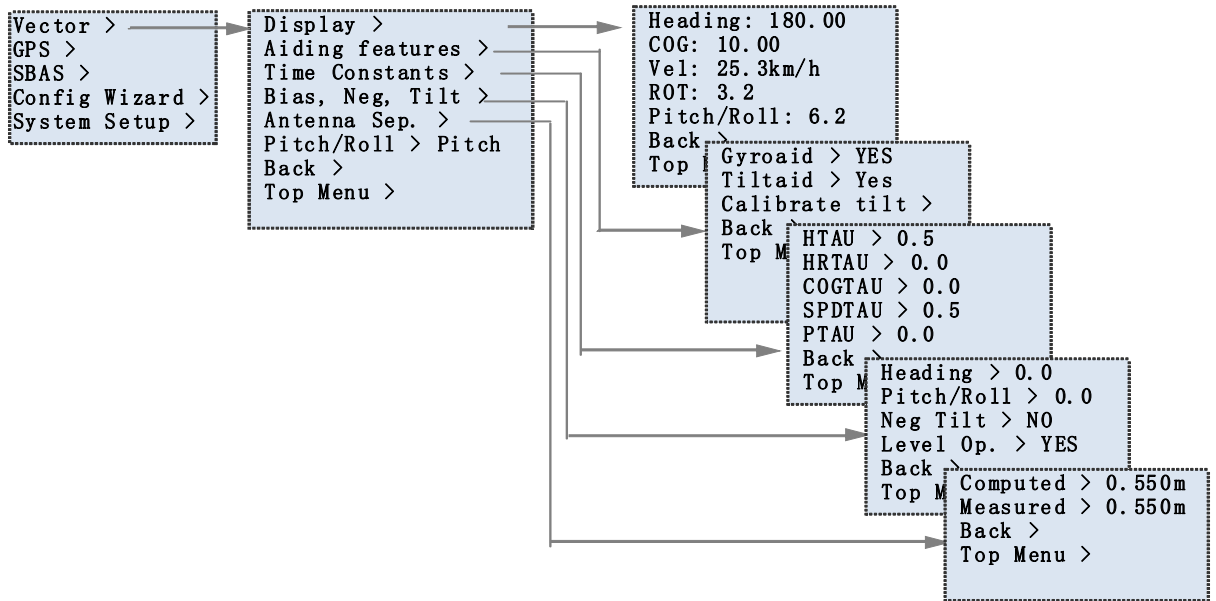 Vector >
GPS >
SBAS >
Config Wizard >
System Setup >
Display >
Aiding features >
Time Constants >
Bias, Neg, Tilt >
Antenna Sep. >
Pitch/Roll > Pitch
Back >
Top Menu >
Heading: 180.00
COG: 10.00
Vel: 25.3km/h
ROT: 3.2
Pitch/Roll: 6.2
Back >
Top
Gyroaid > YES
Tiltaid > Yes
Calibrate tilt >
Back
Top M
HTAU > 0.5
HRTAU > 0.0
COGTAU > 0.0
SPDTAU > 0.5
PTAU > 0.0
Back >
Top M
Heading > 0.0
Pitch/Roll > 0.0
Neg Tilt > NO
Level Op. > YES
Back >
Top M
Computed > 0.550m
Measured > 0.550m
Back >
Top Menu >